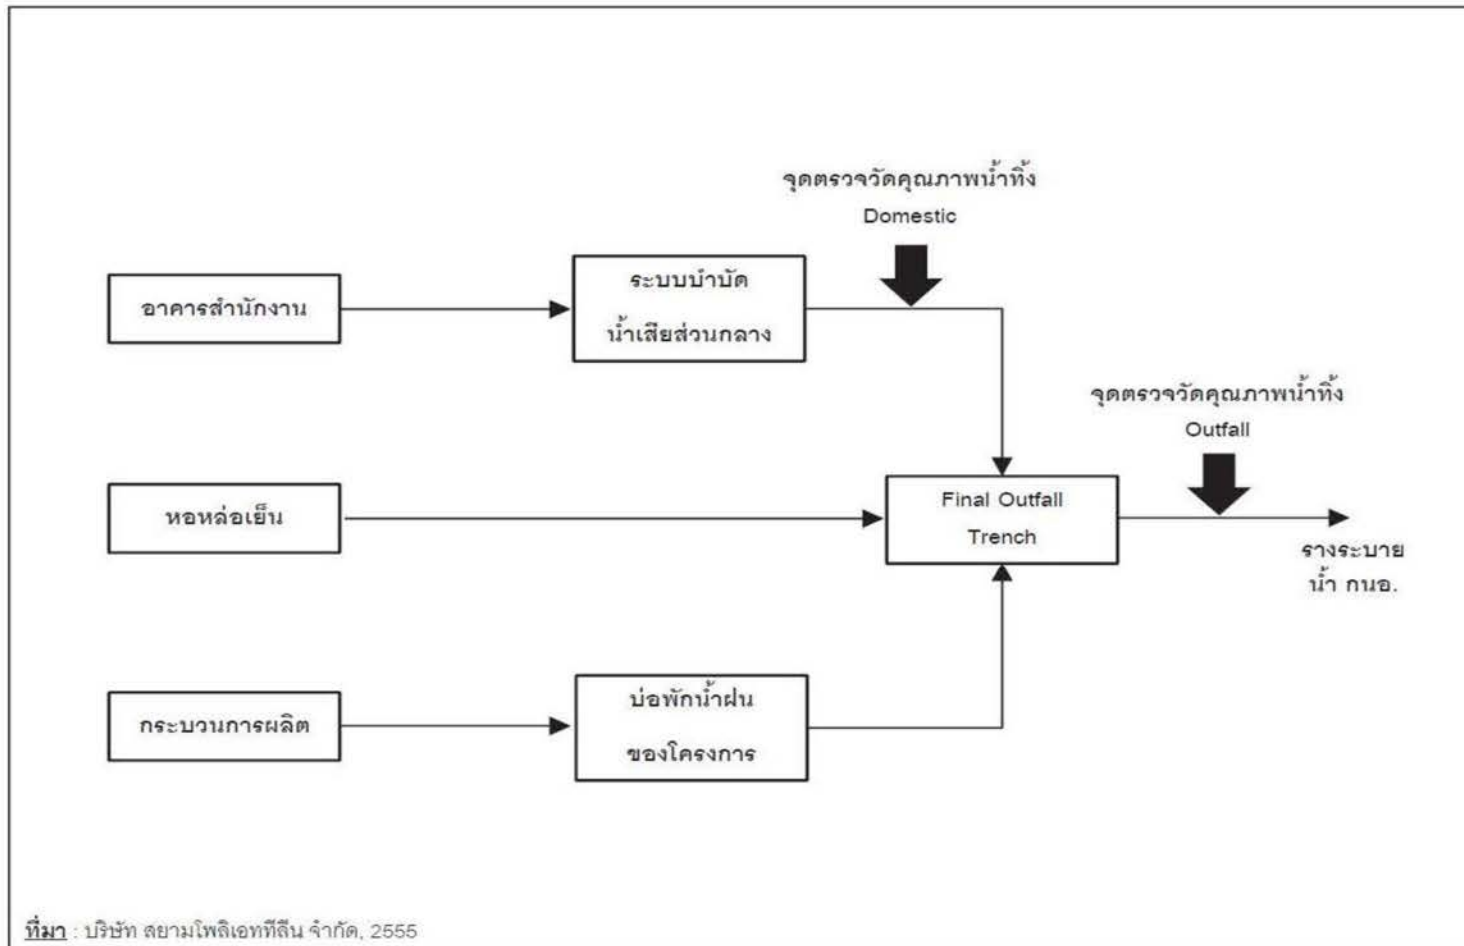 จุดตรวจวัดคุณภาพน้ำทิ้ง
Domestic
อาคารสำนักงาน
ระบบบำบัด
น้ำเสียส่วนกลาง
จุดตรวจวัดคุณภาพน้ำทิ้ง
Outfall
หอหล่อเย็น
Final Outfall
Trench
รางระบาย
น้ำ กนอ.
กระบวนการผลิต
บ่อพักน้ำฝน
ของโครงการ
ที่มา : บริษัท สยามโพลิเอททีลีน จำกัด, 2555